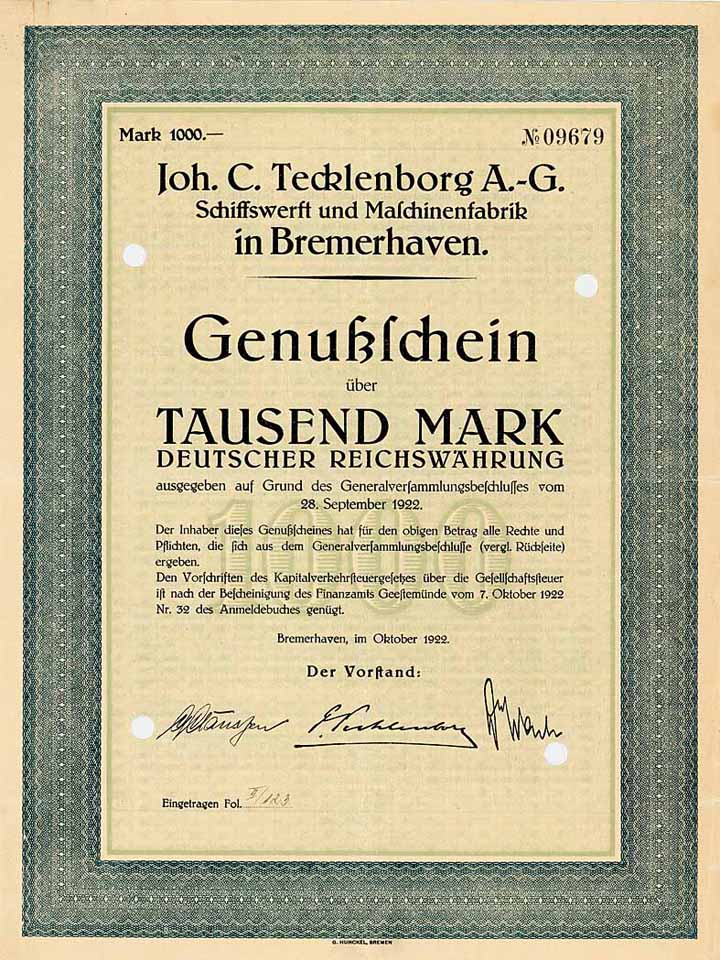 Mark 1000.—
№ 09679
Joh. C. Tecklenborg A.-G.
Schiffswerft und Maſchinenfabrik
in Bremerhaven.
Genußſchein
über
TAUSEND MARK
DEUTSCHER REICHSWÄHRUNG
ausgegeben auf Grund des Generalverſammlungsbeſchluſſes vom
28. September 1922.
1000
Der Inhaber dieſes Genußſcheines hat für den obigen Betrag alle Rechte und
Pflichten, die ſich aus dem Generalverſammlungsbeſchluſſe (vergl. Rückſeite)
ergeben.
Den Vorſchriften des Kapitalverkehrſteuergeſetzes über die Geſellſchaftsſteuer
iſt nach der Beſcheinigung des Finanzamts Geeſtemünde vom 7. Oktober 1922
Nr. 32 des Anmeldebuches genügt.
Bremerhaven, im Oktober 1922.
Der Vorſtand:
Tecklenborg
Eingetragen Fol. II/123
G. HUNCKEL, BREMEN